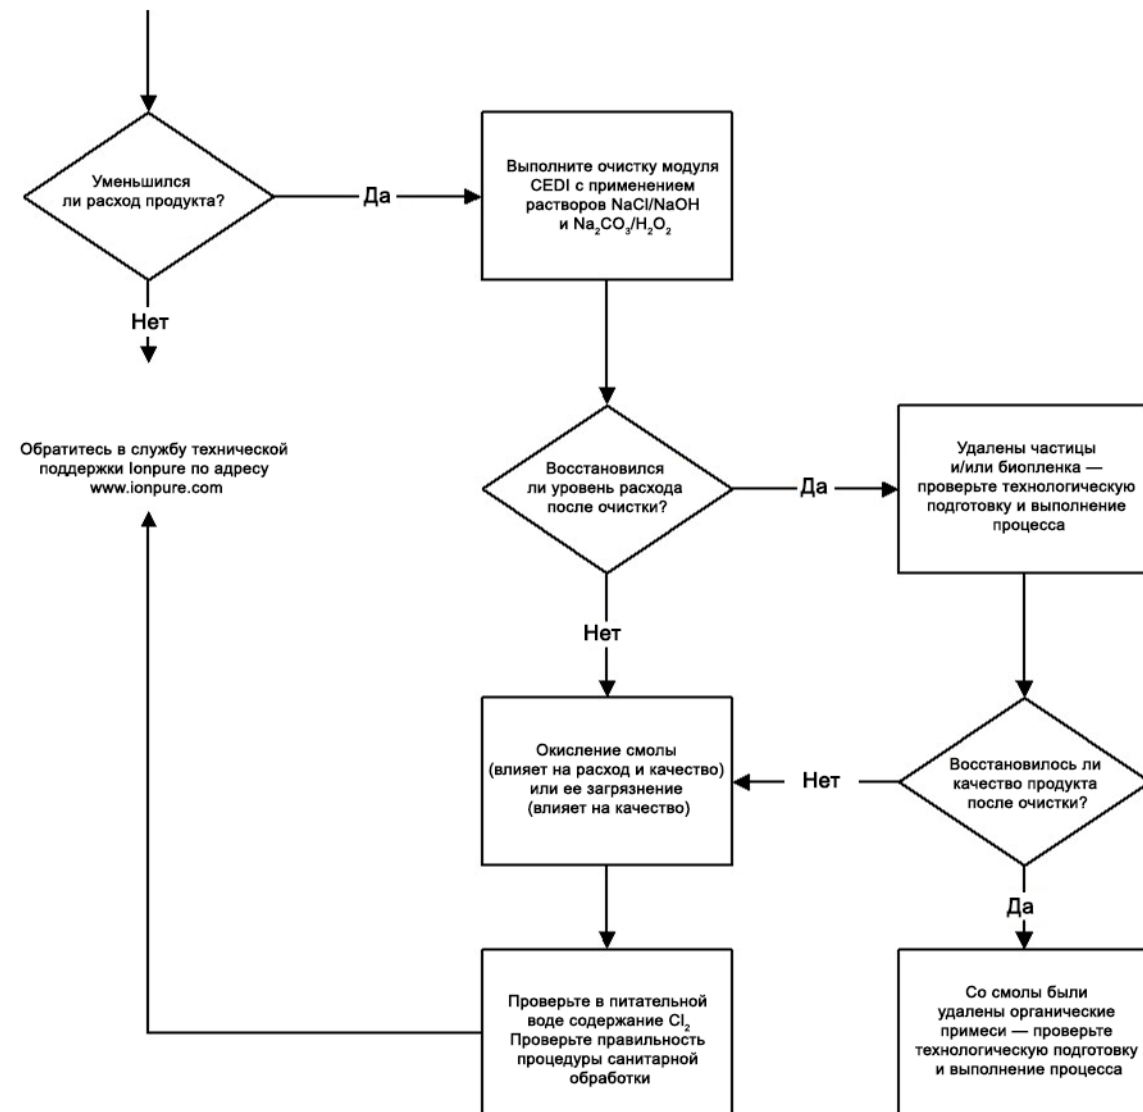 Уменьшился
ли расход продукта?
Да
Выполните очистку модуля
CEDI с применением
растворов NaCl/NaOH
и Na₂CO₃/H₂O₂
Нет
Обратитесь в службу технической
поддержки Ionpure по адресу
www.ionpure.com
Восстановился
ли уровень расхода
после очистки?
Да
Удалены частицы
и/или биопленка —
проверьте технологическую
подготовку и выполнение
процесса
Нет
Окисление смолы
(влияет на расход и качество)
или ее загрязнение
(влияет на качество)
Нет
Восстановилось ли
качество продукта
после очистки?
Да
Проверьте в питательной
воде содержание Cl₂
Проверьте правильность
процедуры санитарной
обработки
Со смолы были
удалены органические
примеси — проверьте
технологическую подготовку
и выполнение процесса